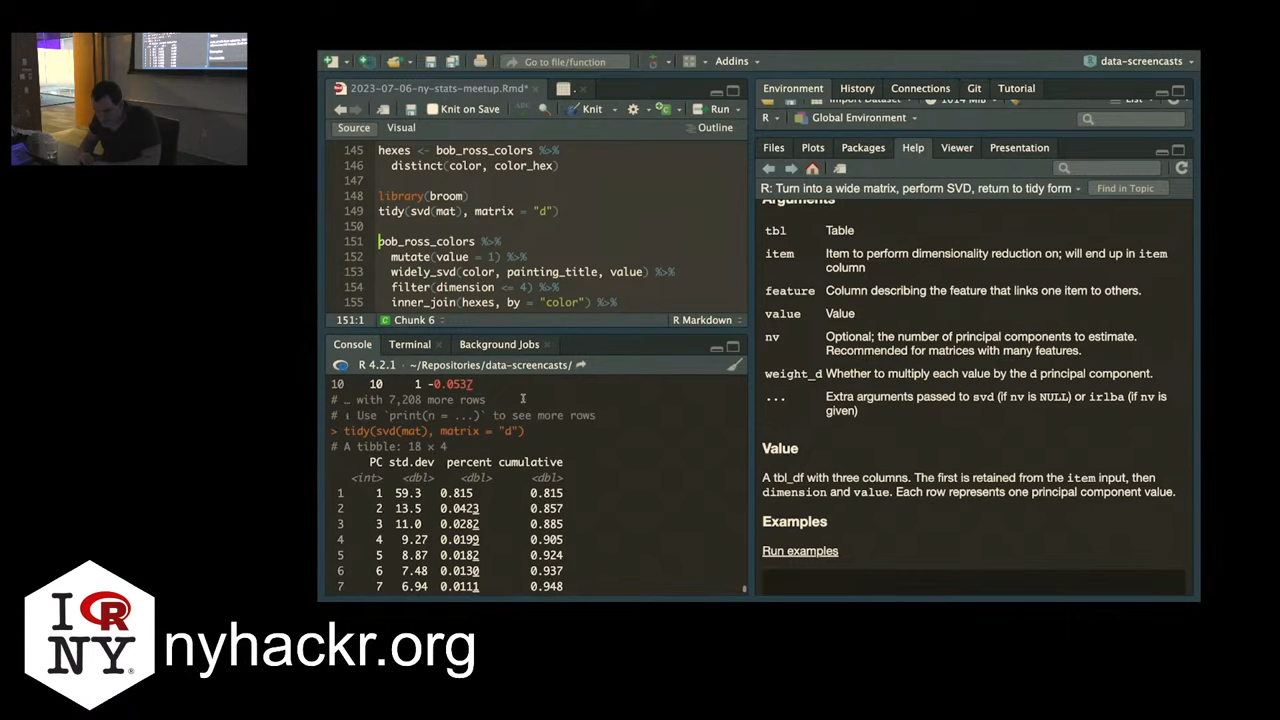 Go to file/function
Addins
data-screencasts
2023-07-06-ny-stats-meetup.Rmd*
Knit on Save
ABC
Knit
Run
Source
Visual
Outline
145 hexes <- bob_ross_colors %>%
146 distinct(color, color_hex)
147
148 library(broom)
149 tidy(svd(mat), matrix = "d")
150
151 bob_ross_colors %>%
152 mutate(value = 1) %>%
153 widely_svd(color, painting_title, value) %>%
154 filter(dimension <= 4) %>%
155 inner_join(hexes, by = "color") %>%
151:1
Chunk 6
R Markdown
Console
Terminal
Background Jobs
R 4.2.1 · ~/Repositories/data-screencasts/
10 10 1 -0.0537
# … with 7,208 more rows
# ℹ Use `print(n = ...)` to see more rows
> tidy(svd(mat), matrix = "d")
# A tibble: 18 × 4
PC std.dev percent cumulative
<int> <dbl> <dbl> <dbl>
1 1 59.3 0.815 0.815
2 2 13.5 0.0423 0.857
3 3 11.0 0.0282 0.885
4 4 9.27 0.0199 0.905
5 5 8.87 0.0182 0.924
6 6 7.48 0.0130 0.937
7 7 6.94 0.0111 0.948
Environment
History
Connections
Git
Tutorial
Import Dataset
1014 MiB
List
R
Global Environment
Files
Plots
Packages
Help
Viewer
Presentation
R: Turn into a wide matrix, perform SVD, return to tidy form
Find in Topic
Arguments
tbl Table
item Item to perform dimensionality reduction on; will end up in item
column
feature Column describing the feature that links one item to others.
value Value
nv Optional; the number of principal components to estimate.
Recommended for matrices with many features.
weight_d Whether to multiply each value by the d principal component.
... Extra arguments passed to svd (if nv is NULL) or irlba (if nv is
given)
Value
A tbl_df with three columns. The first is retained from the item input, then
dimension and value. Each row represents one principal component value.
Examples
Run examples
I R
NY
®
nyhackr.org